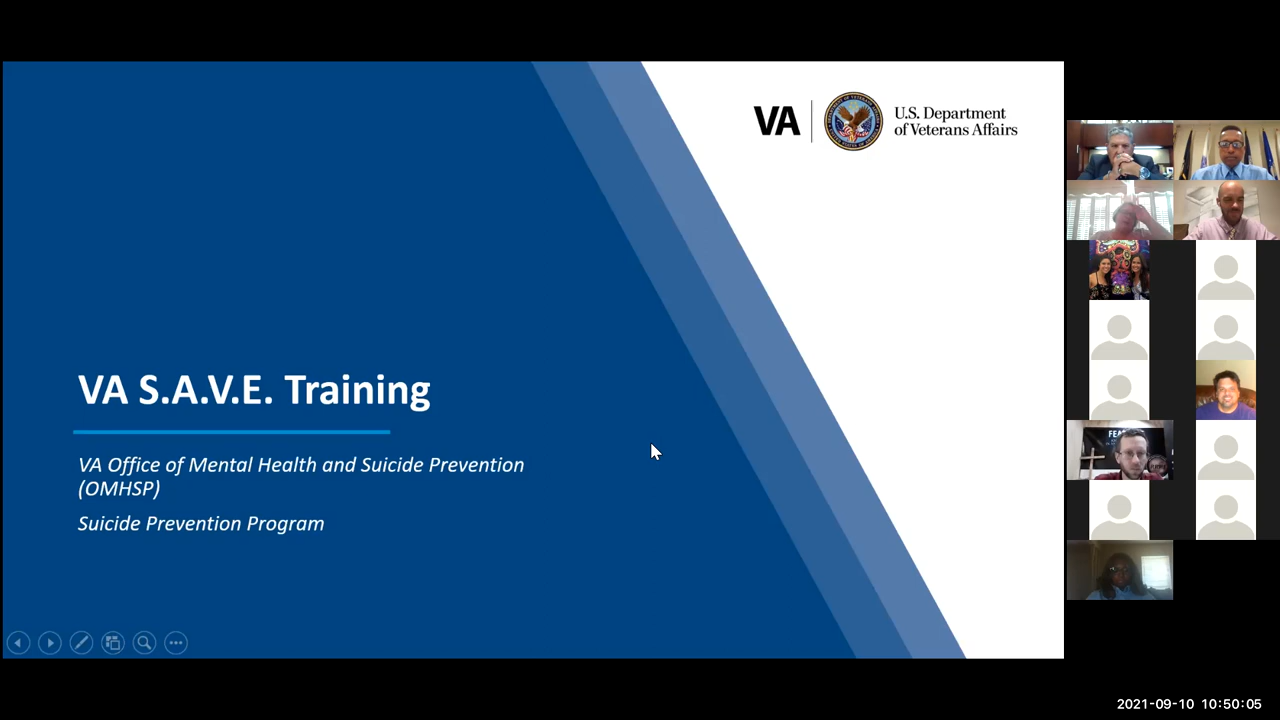 VA
U.S. Department
of Veterans Affairs
VA S.A.V.E. Training
VA Office of Mental Health and Suicide Prevention
(OMHSP)
Suicide Prevention Program
2021-09-10 10:50:05